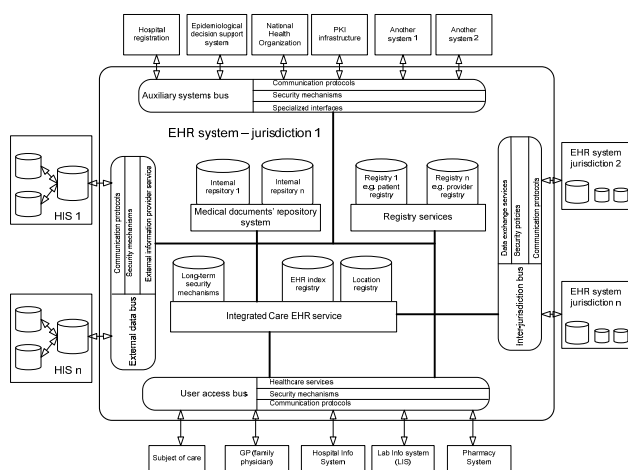 Hospital
registration
Epidemiological
decision support
system
National
Health
Organization
PKI
infrastructure
Another
system 1
Another
system 2
Auxiliary systems bus
Communication protocols
Security mechanisms
Specialized interfaces
EHR system – jurisdiction 1
HIS 1
HIS n
Communication protocols
Security mechanisms
External information provider service
External data bus
Internal
repository 1
Internal
repository n
Medical documents' repository
system
Registry 1
e.g. patient
registry
Registry n
e.g. provider
registry
Registry services
Long-term
security
mechanisms
EHR index
registry
Location
registry
Integrated Care EHR service
Data exchange services
Security policies
Communication protocols
Inter-jurisdiction bus
EHR system
jurisdiction 2
EHR system
jurisdiction n
User access bus
Healthcare services
Security mechanisms
Communication protocols
Subject of care
GP (family
physician)
Hospital Info
System
Lab Info system
(LIS)
Pharmacy
System